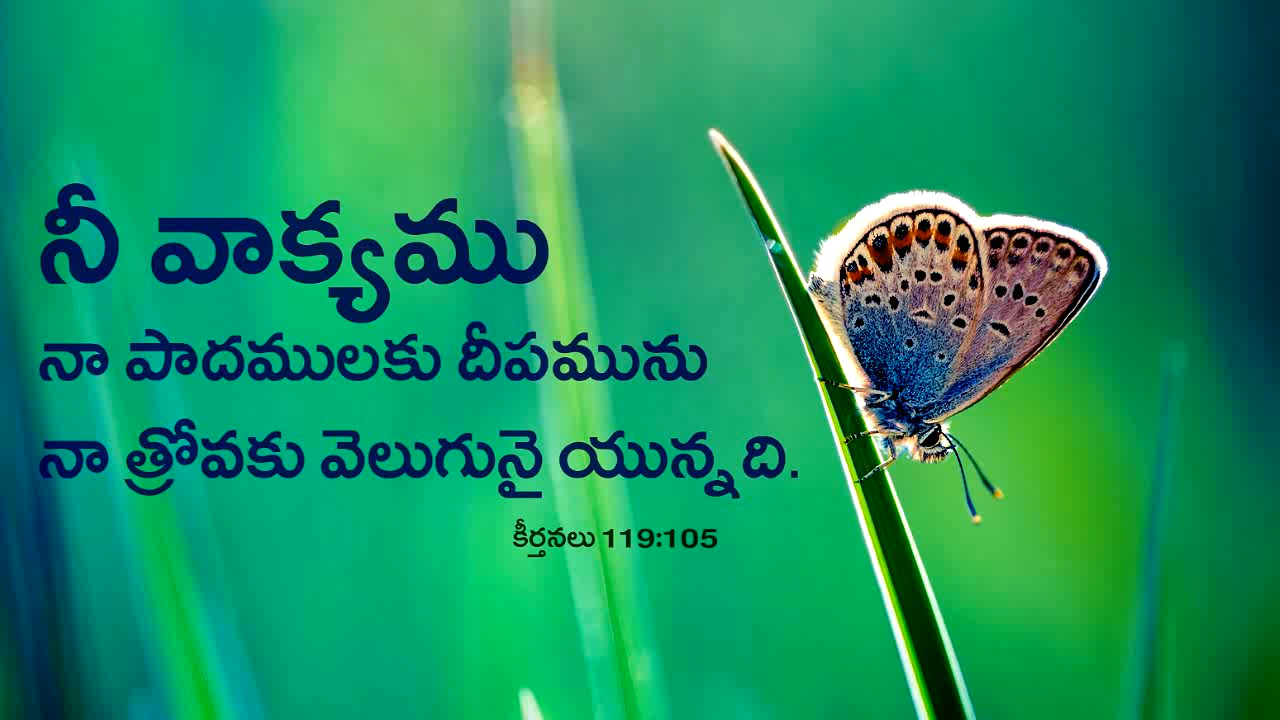 నీ వాక్యము
నా పాదములకు దీపమును
నా త్రోవకు వెలుగునై యున్నది.
కీర్తనలు 119:105